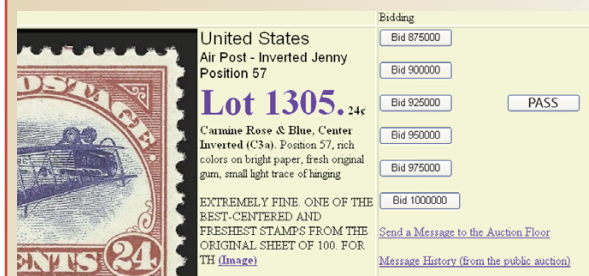 Bidding
United States
Air Post - Inverted Jenny
Position 57
Lot 1305. 24¢
Carmine Rose & Blue, Center
Inverted (C3a). Position 57, rich
colors on bright paper, fresh original
gum, small light trace of hinging
EXTREMELY FINE. ONE OF THE
BEST-CENTERED AND
FRESHEST STAMPS FROM THE
ORIGINAL SHEET OF 100. FOR
TH (Image)
Bid 875000
Bid 900000
Bid 925000
PASS
Bid 950000
Bid 975000
Bid 1000000
Send a Message to the Auction Floor
Message History (from the public auction)
OSTAGE
ENTS 24